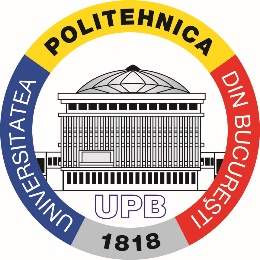 UNIVERSITATEA
POLITEHNICA
DIN BUCUREȘTI
UPB
1818